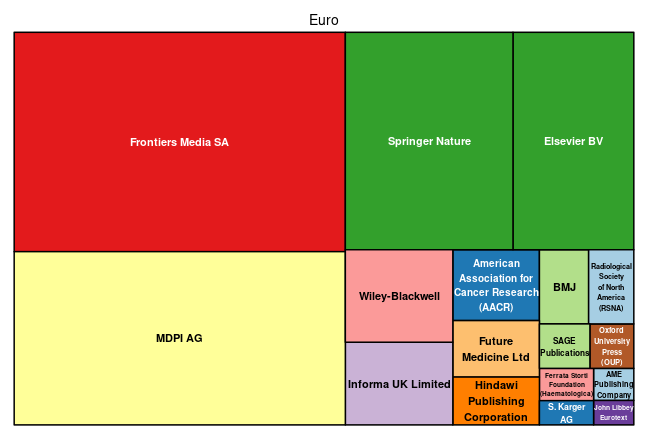 Euro
Frontiers Media SA
Springer Nature
Elsevier BV
MDPI AG
Wiley-Blackwell
Informa UK Limited
American
Association for
Cancer Research
(AACR)
Future
Medicine Ltd
Hindawi
Publishing
Corporation
BMJ
Radiological
Society
of North
America
(RSNA)
SAGE
Publications
Oxford
University
Press
(OUP)
Ferrata Storti
Foundation
(Haematologica)
AME
Publishing
Company
S. Karger
AG
John Libbey
Eurotext